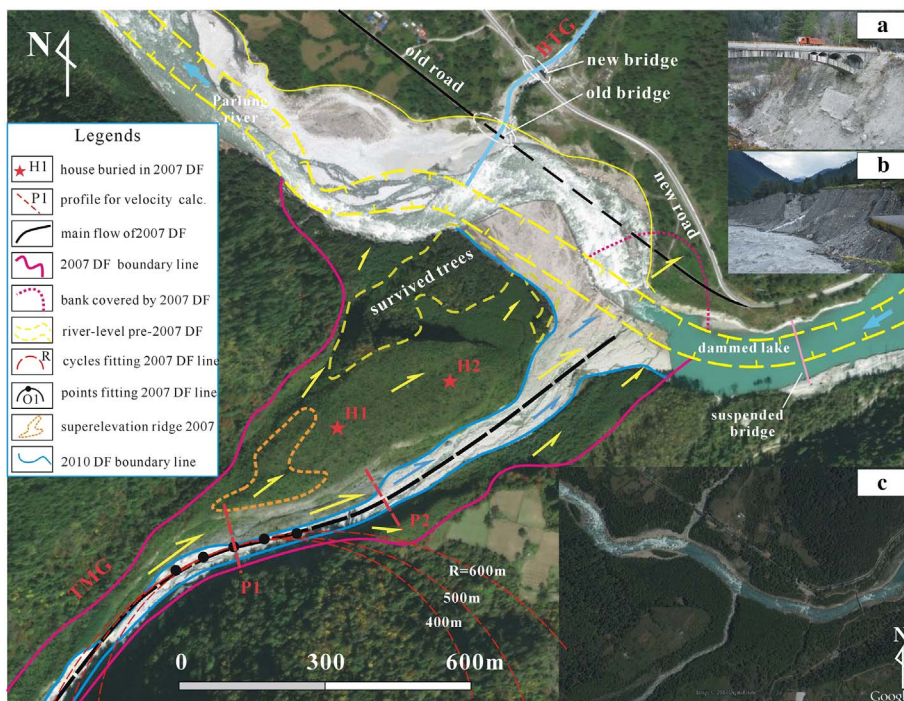 N
Parlung
river
old road
BTG
new bridge
old bridge
new road
a
b
Legends
H1 house buried in 2007 DF
P1 profile for velocity calc.
main flow of2007 DF
2007 DF boundary line
bank covered by 2007 DF
river-level pre-2007 DF
R cycles fitting 2007 DF line
O1 points fitting 2007 DF line
superelevation ridge 2007
2010 DF boundary line
survived trees
dammed lake
suspended
bridge
H2
H1
P2
P1
TMG
R=600m
500m
400m
0 300 600m
c
N
Google